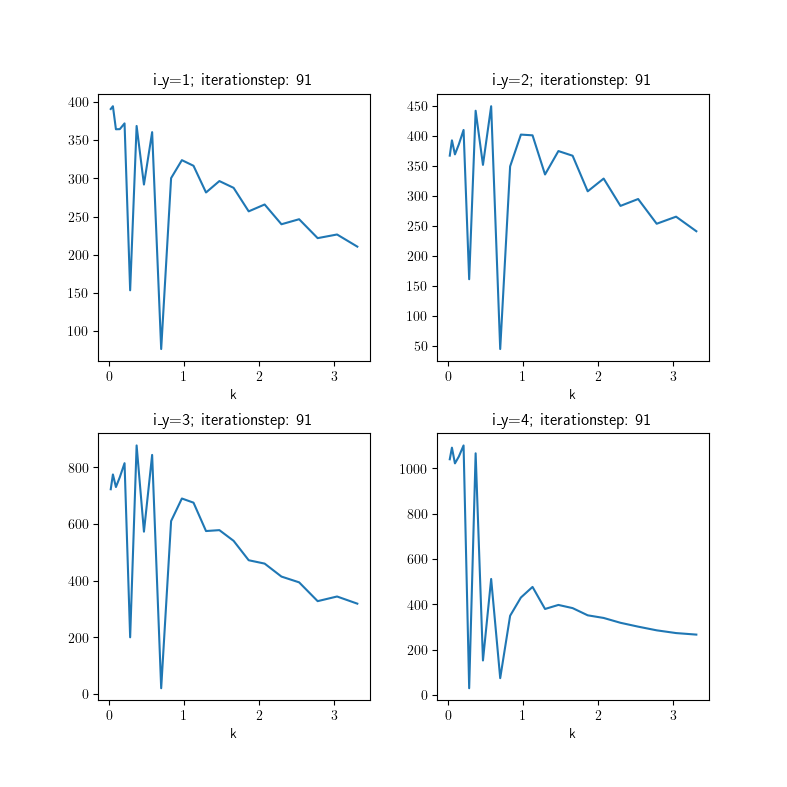 i_y=1; iterationstep: 91
400
350
300
250
200
150
100
0 1 2 3
k
i_y=2; iterationstep: 91
450
400
350
300
250
200
150
100
50
0 1 2 3
k
i_y=3; iterationstep: 91
800
600
400
200
0
0 1 2 3
k
i_y=4; iterationstep: 91
1000
800
600
400
200
0
0 1 2 3
k